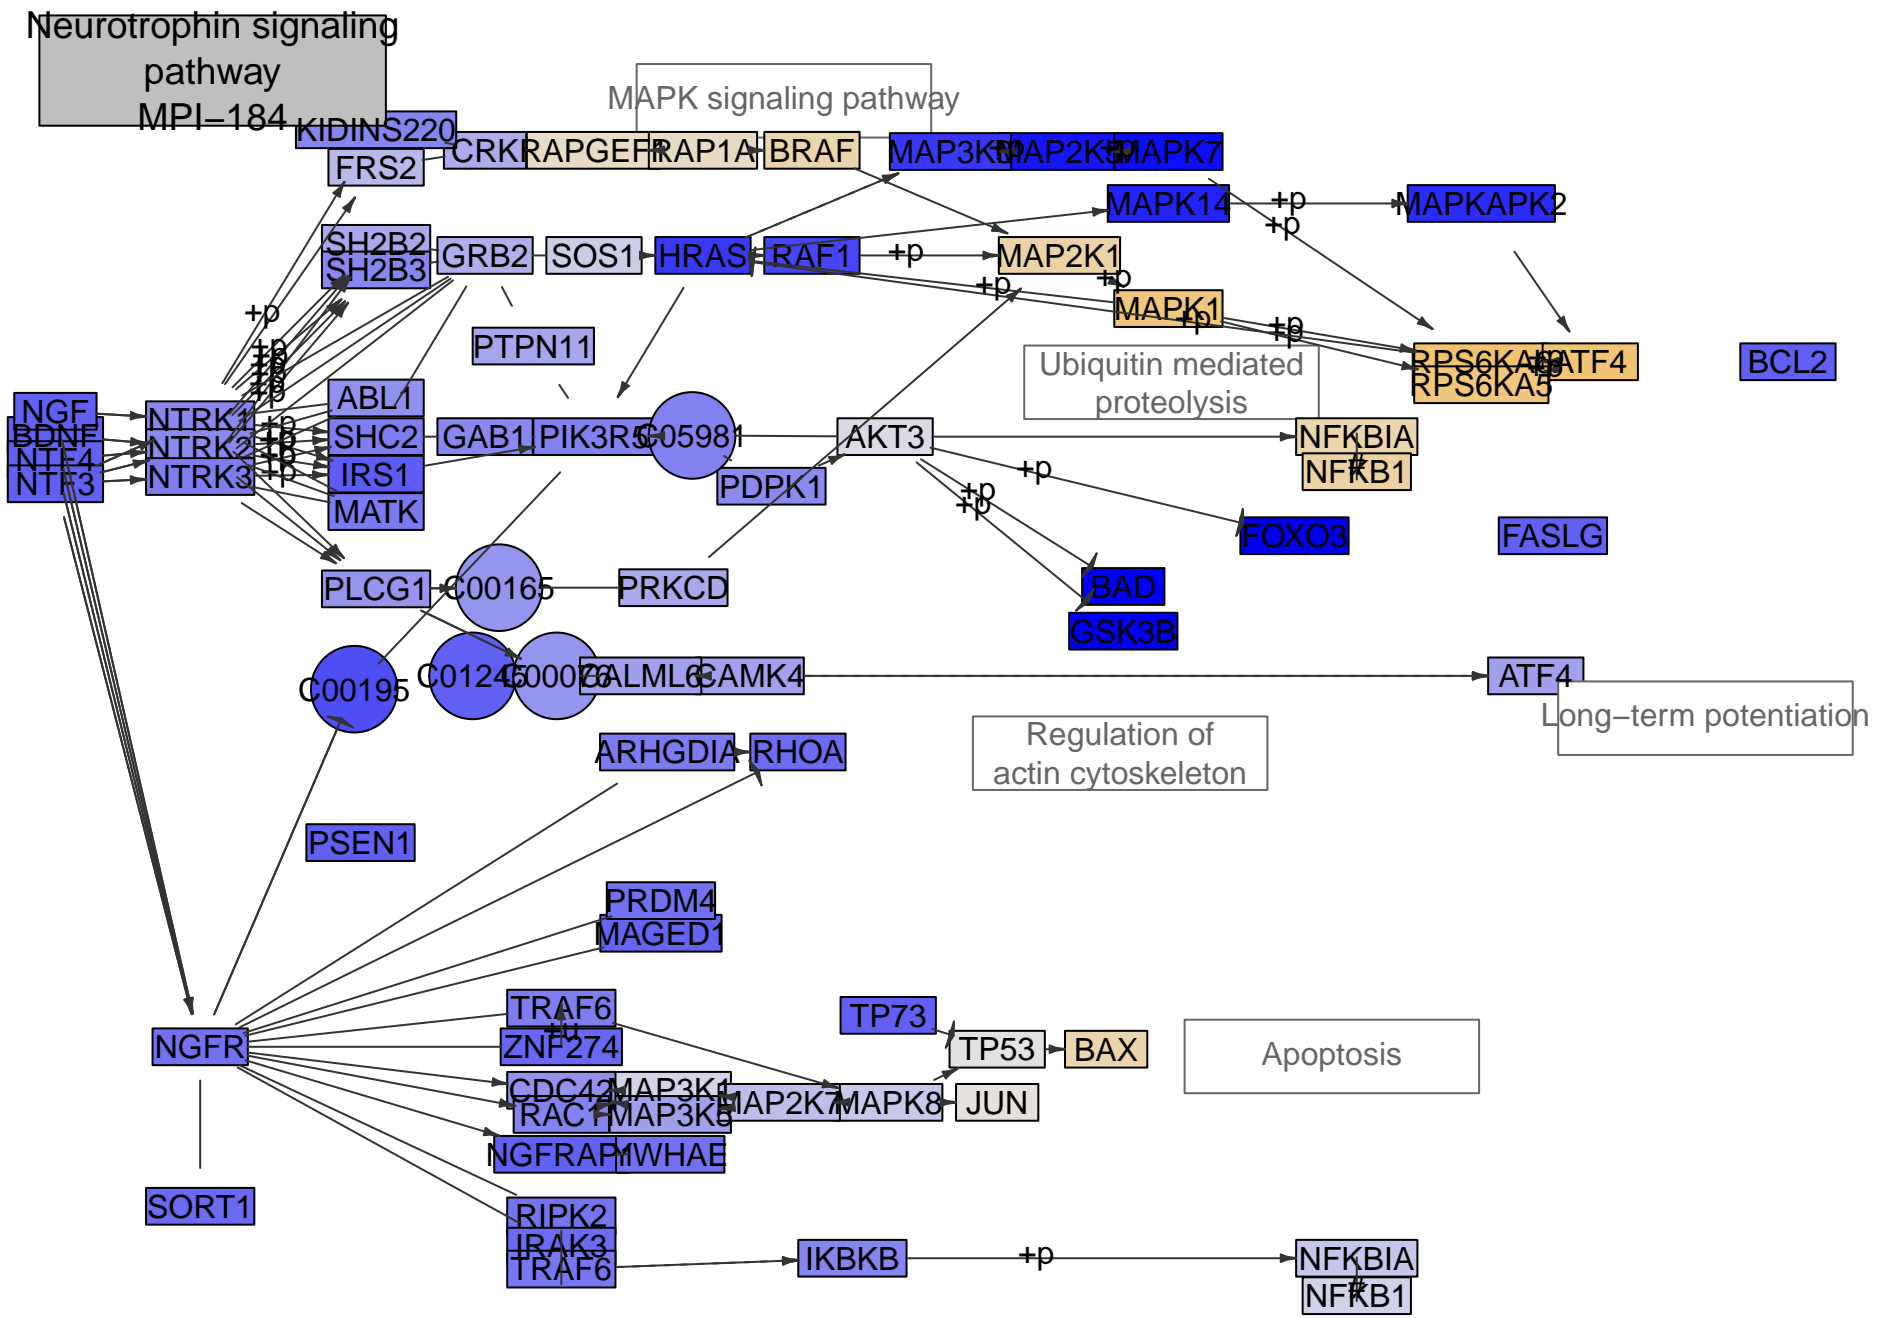 Neurotrophin signaling
pathway
MPI−184
MAPK signaling pathway
KIDINS220
FRS2
CRK
RAPGEF1
RAP1A
BRAF
MAP3K3
+p
MAP2K5
+p
MAPK7
MAPK14
+p
MAPKAPK2
+p
SH2B2
SH2B3
GRB2
SOS1
HRAS
RAF1
+p
MAP2K1
+p
+p
MAPK1
+p
+p
+p
+p
PTPN11
+p
+p
+p
+p
+p
Ubiquitin mediated
proteolysis
RPS6KA6
RPS6KA5
+p
+p
ATF4
BCL2
NGF
BDNF
NTF4
NTF3
NTRK1
NTRK2
NTRK3
+p
+p
+p
+p
ABL1
SHC2
IRS1
MATK
GAB1
PIK3R5
C05981
PDPK1
AKT3
+p
+p
+p
NFKBIA
NFKB1
FOXO3
FASLG
BAD
GSK3B
PLCG1
C00165
PRKCD
C00195
C01245
C00076
CALML6
CAMK4
ATF4
Long−term potentiation
Regulation of
actin cytoskeleton
ARHGDIA
RHOA
PSEN1
PRDM4
MAGED1
NGFR
TRAF6
+u
ZNF274
TP73
TP53
BAX
Apoptosis
CDC42
RAC1
MAP3K1
MAP3K5
MAP2K7
MAPK8
JUN
NGFRAP1
YWHAE
SORT1
RIPK2
IRAK3
TRAF6
IKBKB
+p
NFKBIA
NFKB1